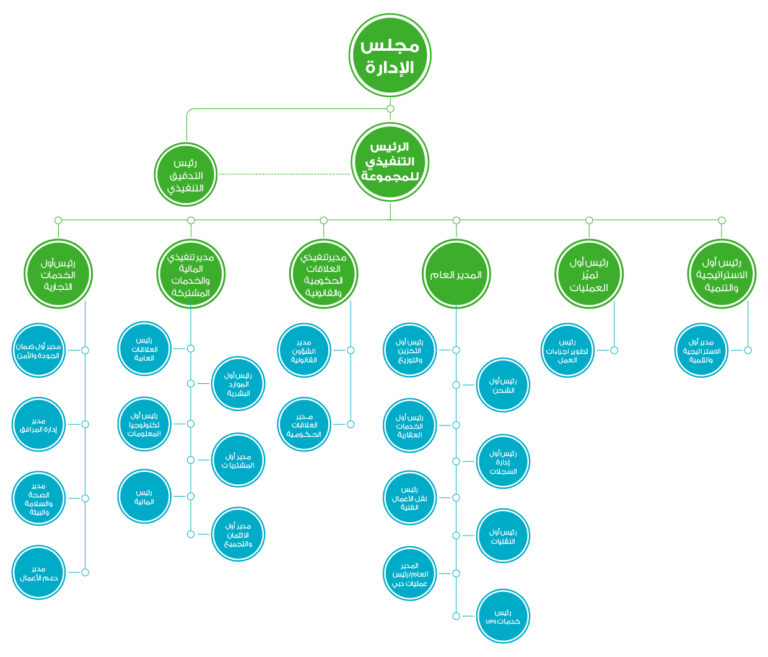 مجلس
الإدارة
الرئيس
التنفيذي
للمجموعة
رئيس
التدقيق
التنفيذي
رئيس أول
الاستراتيجية
والتنمية
رئيس أول
تميّز
العمليات
المدير العام
مدير تنفيذي
العلاقات
الحكومية
والقانونية
مدير تنفيذي
المالية
والخدمات
المشتركة
رئيس أول
الخدمات
التجارية
مدير أول
الاستراتيجية
والتنمية
رئيس
تطوير اجراءات
العمل
رئيس أول
التخزين
والتوزيع
رئيس أول
الشحن
رئيس أول
الخدمات
العقارية
رئيس أول
إدارة
السجلات
رئيس
نقل الأعمال
الفنية
رئيس أول
النقليات
المدير
العام/رئيس
عمليات دبي
رئيس
خدمات UPS
مدير
الشؤون
القانونية
مدير
العلاقات
الحكومية
رئيس
العلاقات
العامة
رئيس أول
الموارد
البشرية
رئيس أول
تكنولوجيا
المعلومات
مدير أول
المشتريات
رئيس
المالية
مدير أول
الائتمان
والتجميع
مدير أول ضمان
الجودة والأمن
مدير
إدارة المرافق
مدير
الصحة
والسلامة
والبيئة
مدير
دعم الأعمال